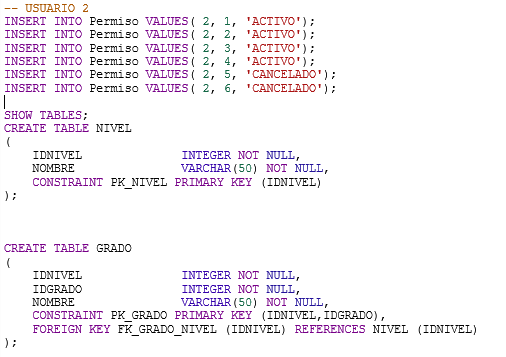 -- USUARIO 2
INSERT INTO Permiso VALUES( 2, 1, 'ACTIVO');
INSERT INTO Permiso VALUES( 2, 2, 'ACTIVO');
INSERT INTO Permiso VALUES( 2, 3, 'ACTIVO');
INSERT INTO Permiso VALUES( 2, 4, 'ACTIVO');
INSERT INTO Permiso VALUES( 2, 5, 'CANCELADO');
INSERT INTO Permiso VALUES( 2, 6, 'CANCELADO');
SHOW TABLES;
CREATE TABLE NIVEL
(
    IDNIVEL              INTEGER NOT NULL,
    NOMBRE               VARCHAR(50) NOT NULL,
    CONSTRAINT PK_NIVEL PRIMARY KEY (IDNIVEL)
);
CREATE TABLE GRADO
(
    IDNIVEL              INTEGER NOT NULL,
    IDGRADO              INTEGER NOT NULL,
    NOMBRE               VARCHAR(50) NOT NULL,
    CONSTRAINT PK_GRADO PRIMARY KEY (IDNIVEL,IDGRADO),
    FOREIGN KEY FK_GRADO_NIVEL (IDNIVEL) REFERENCES NIVEL (IDNIVEL)
);